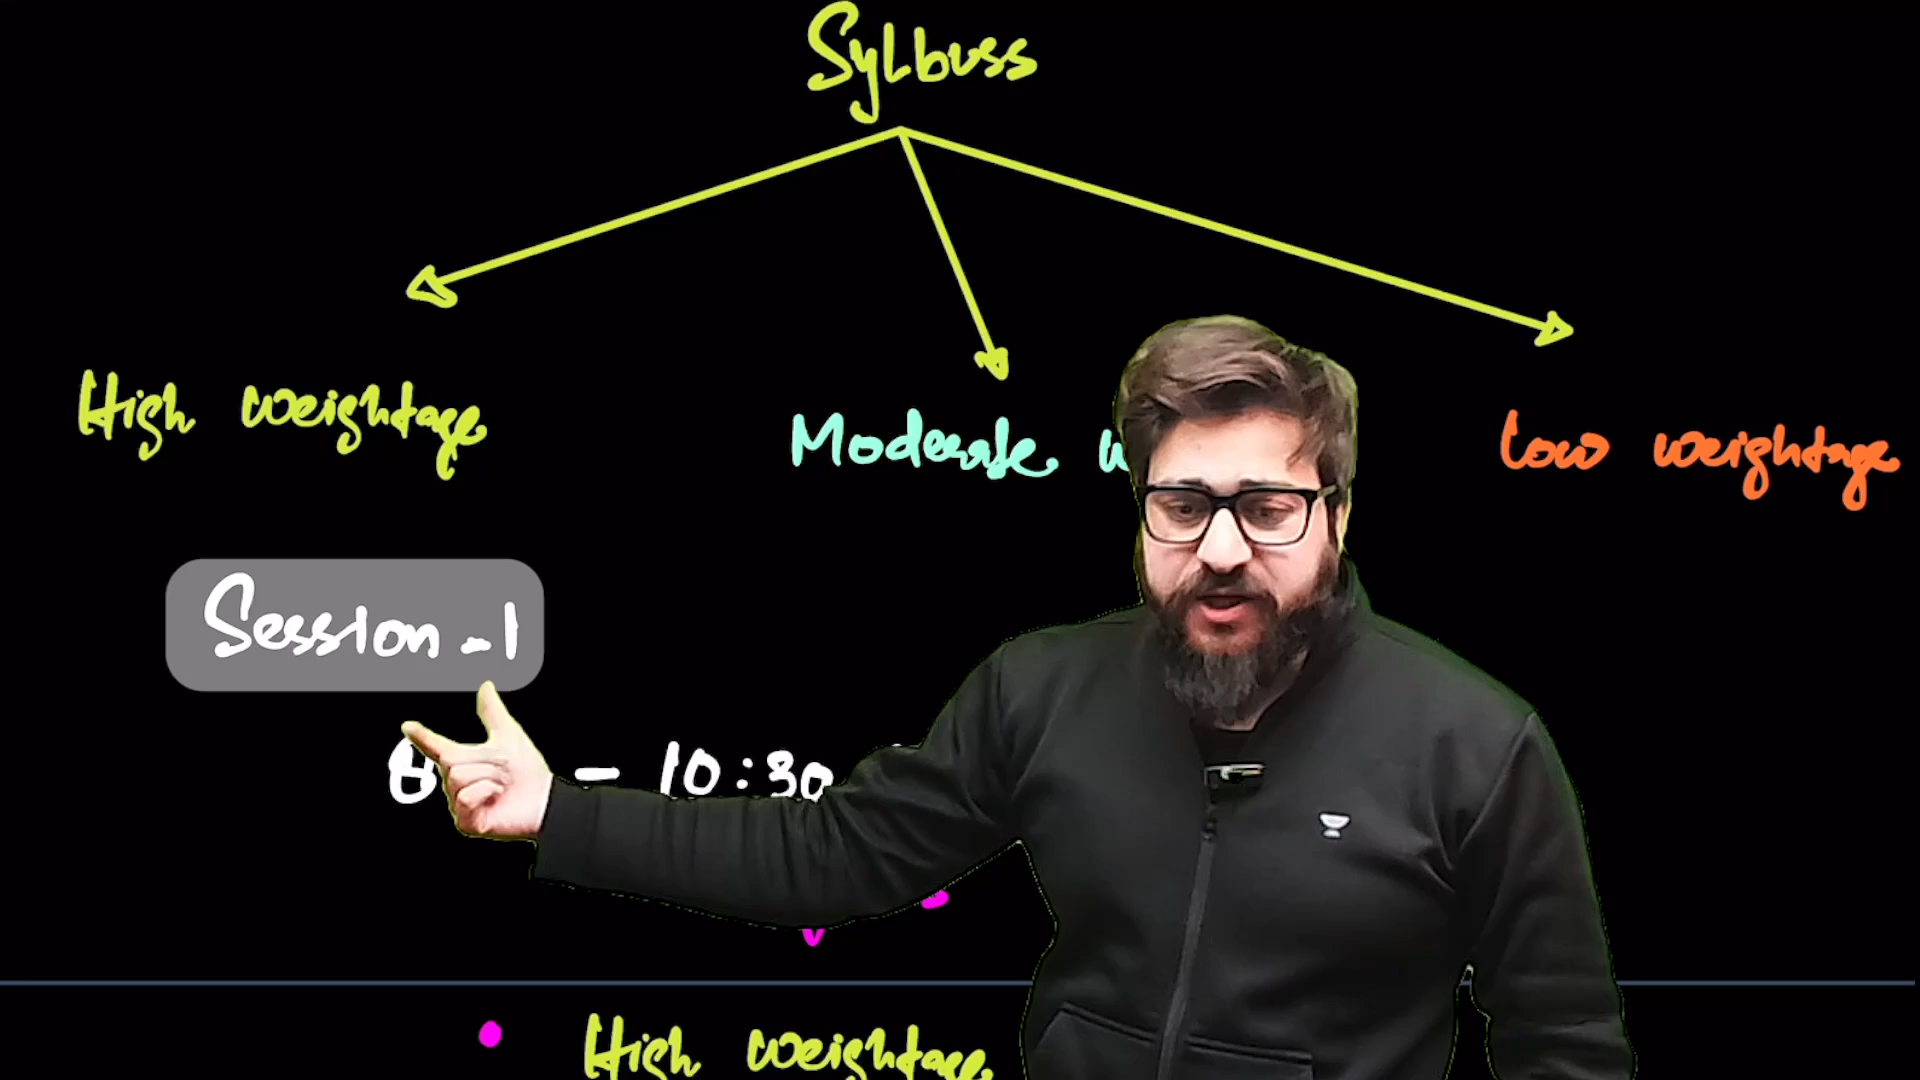 Sylbuss
High weightage
Moderate
Low weightage
Session-1
- 10:30
High weightage